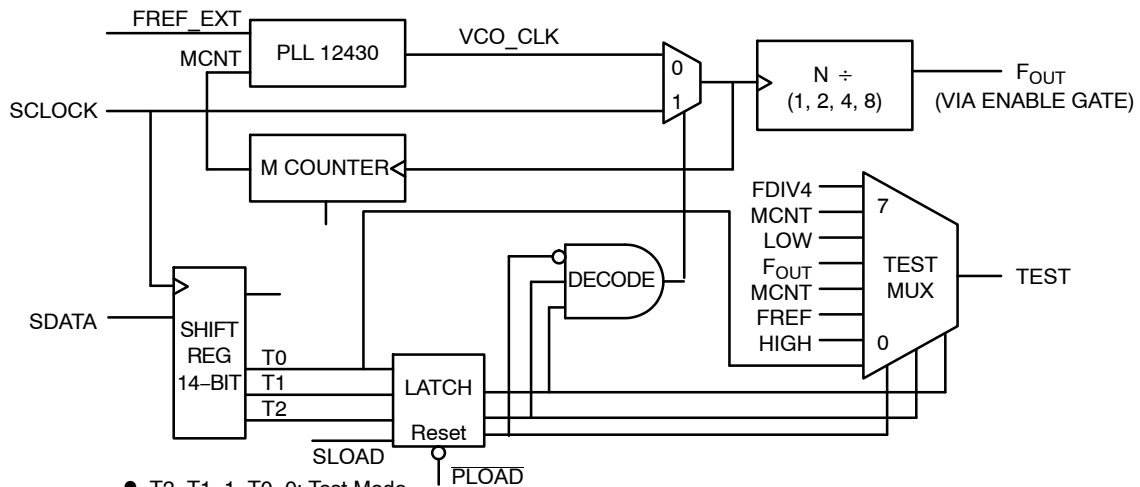 FREF_EXT
MCNT
PLL 12430
VCO_CLK
0
1
N ÷
(1, 2, 4, 8)
FOUT
(VIA ENABLE GATE)
SCLOCK
M COUNTER
FDIV4
MCNT
LOW
FOUT
MCNT
FREF
HIGH
7
TEST
MUX
0
TEST
DECODE
SDATA
SHIFT
REG
14–BIT
T0
T1
T2
LATCH
Reset
SLOAD
PLOAD